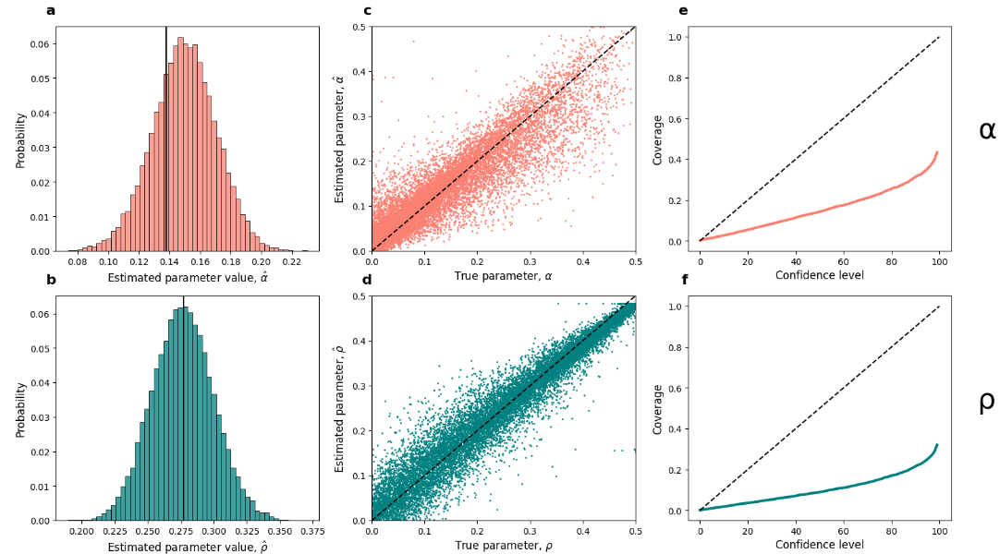 a
0.06
0.05
0.04
0.03
0.02
0.01
0.00
Probability
0.08 0.10 0.12 0.14 0.16 0.18 0.20 0.22
Estimated parameter value, α̂
c
0.5
0.4
0.3
0.2
0.1
0.0
Estimated parameter, α̂
0.0 0.1 0.2 0.3 0.4 0.5
True parameter, α
e
1.0
0.8
0.6
0.4
0.2
0.0
Coverage
0 20 40 60 80 100
Confidence level
α
b
0.06
0.05
0.04
0.03
0.02
0.01
0.00
Probability
0.200 0.225 0.250 0.275 0.300 0.325 0.350 0.375
Estimated parameter value, ρ̂
d
0.5
0.4
0.3
0.2
0.1
0.0
Estimated parameter, ρ̂
0.0 0.1 0.2 0.3 0.4 0.5
True parameter, ρ
f
1.0
0.8
0.6
0.4
0.2
0.0
Coverage
0 20 40 60 80 100
Confidence level
ρ